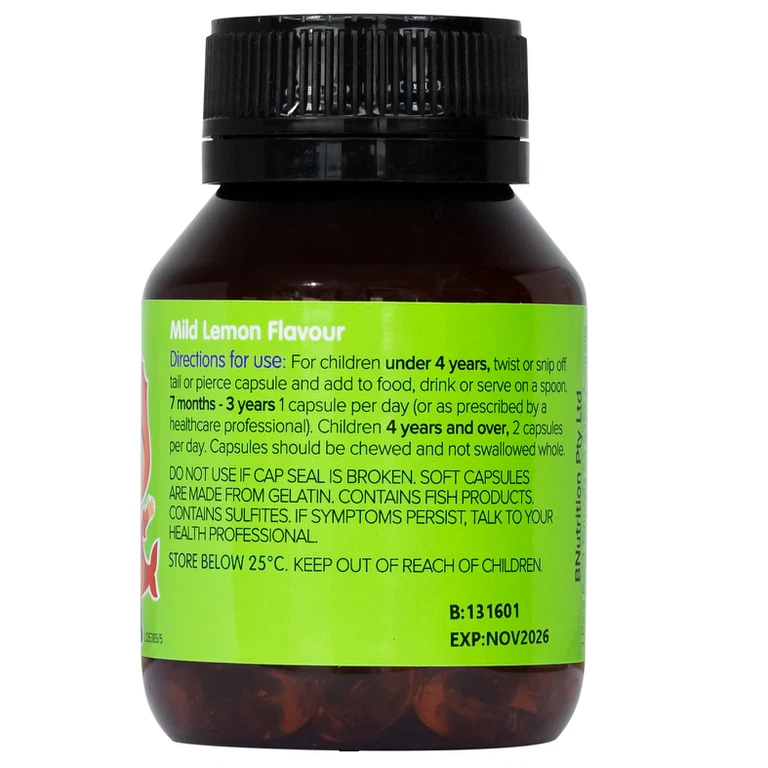 Mild Lemon Flavour
Directions for use: For children under 4 years, twist or snip off
tail or pierce capsule and add to food, drink or serve on a spoon.
7 months - 3 years 1 capsule per day (or as prescribed by a
healthcare professional). Children 4 years and over, 2 capsules
per day. Capsules should be chewed and not swallowed whole.
DO NOT USE IF CAP SEAL IS BROKEN. SOFT CAPSULES
ARE MADE FROM GELATIN. CONTAINS FISH PRODUCTS.
CONTAINS SULFITES. IF SYMPTOMS PERSIST, TALK TO YOUR
HEALTH PROFESSIONAL.
STORE BELOW 25°C. KEEP OUT OF REACH OF CHILDREN.
B:131601
EXP:NOV2026
BNutrition Pty Ltd